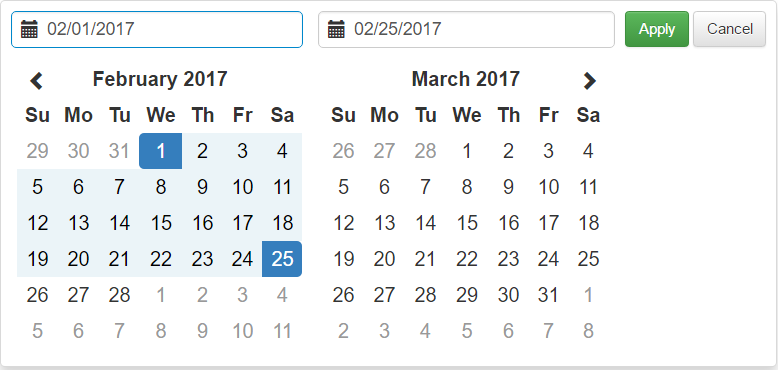 02/01/2017 02/25/2017 Apply Cancel
February 2017 March 2017
Su Mo Tu We Th Fr Sa Su Mo Tu We Th Fr Sa
29 30 31 1 2 3 4 26 27 28 1 2 3 4
5 6 7 8 9 10 11 5 6 7 8 9 10 11
12 13 14 15 16 17 18 12 13 14 15 16 17 18
19 20 21 22 23 24 25 19 20 21 22 23 24 25
26 27 28 1 2 3 4 26 27 28 29 30 31 1
5 6 7 8 9 10 11 2 3 4 5 6 7 8